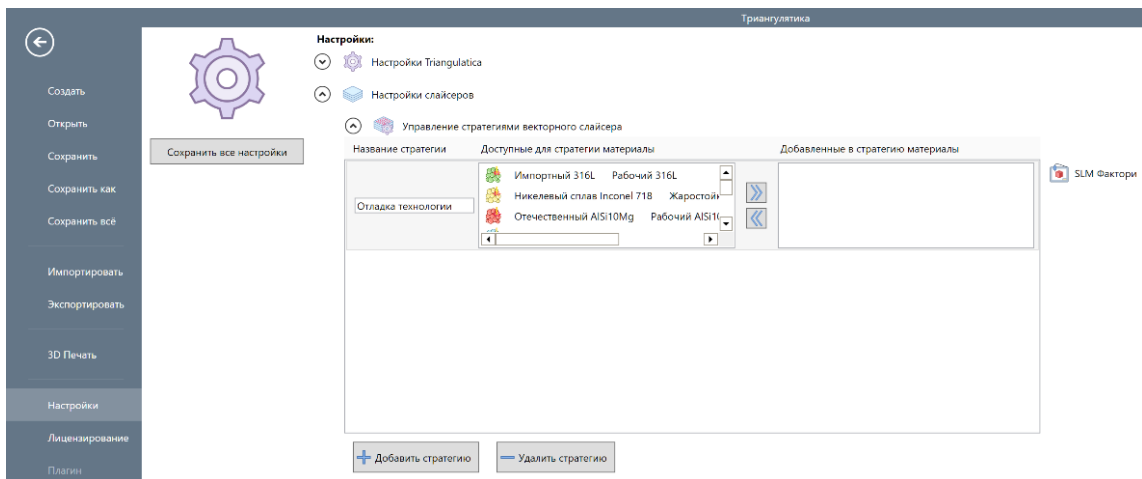 Триангулятика
Настройки:
Настройки Triangulatica
Создать
Настройки слайсеров
Открыть
Управление стратегиями векторного слайсера
Сохранить все настройки
Название стратегии
Доступные для стратегии материалы
Добавленные в стратегию материалы
Сохранить
Импортный 316L Рабочий 316L
SLM Фактори
Сохранить как
Никелевый сплав Inconel 718
Отладка технологии
Отечественный AlSi10Mg
Сохранить всё
Импортировать
Экспортировать
3D Печать
Настройки
Лицензирование
Добавить стратегию
Удалить стратегию
Плагин